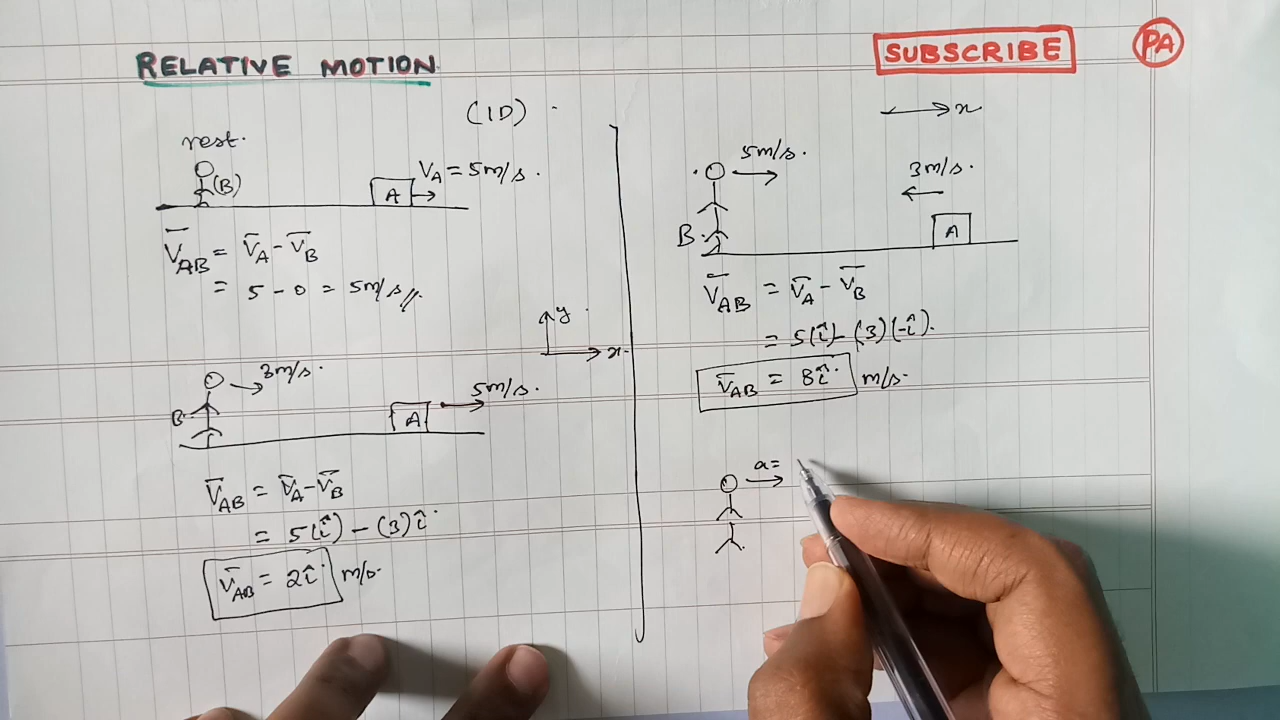 RELATIVE MOTION
SUBSCRIBE
PA
(1D)
rest.
(B)
A
V_A = 5m/s.
V̅_AB = V̅_A - V̅_B
= 5 - 0 = 5m/s//.
y
x
3m/s.
B
5m/s.
A
V̅_AB = V̅_A - V̅_B
= 5(î) - (3)î
V̅_AB = 2î m/s.
x
5m/s.
3m/s.
B
A
V̅_AB = V̅_A - V̅_B
= 5(î) - (3)(-î).
V̅_AB = 8î m/s.
a=